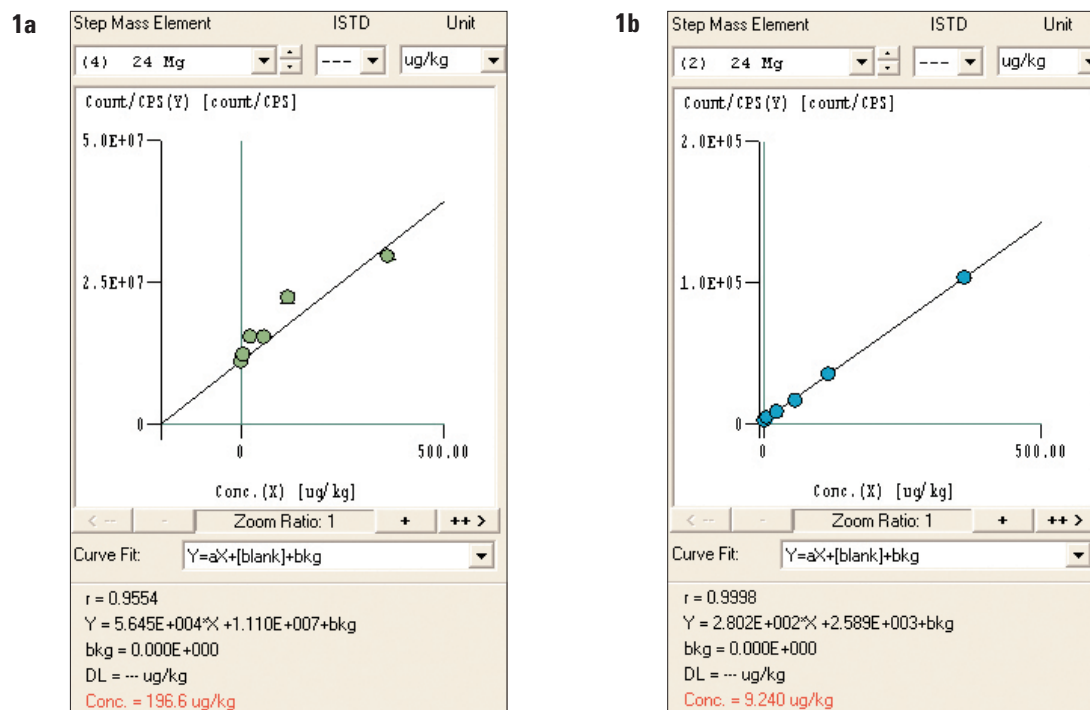 1a
Step Mass Element ISTD Unit
(4) 24 Mg --- ug/kg
Count/CPS(Y) [count/CPS]
5.0E+07
2.5E+07
0
0 500.00
Conc.(X) [ug/kg]
< -- - Zoom Ratio: 1 + ++ >
Curve Fit: Y=aX+[blank]+bkg
r = 0.9554
Y = 5.645E+004*X +1.110E+007+bkg
bkg = 0.000E+000
DL = --- ug/kg
Conc. = 196.6 ug/kg
1b
Step Mass Element ISTD Unit
(2) 24 Mg --- ug/kg
Count/CPS(Y) [count/CPS]
2.0E+05
1.0E+05
0
0 500.00
Conc.(X) [ug/kg]
< -- - Zoom Ratio: 1 + ++ >
Curve Fit: Y=aX+[blank]+bkg
r = 0.9998
Y = 2.802E+002*X +2.589E+003+bkg
bkg = 0.000E+000
DL = --- ug/kg
Conc. = 9.240 ug/kg